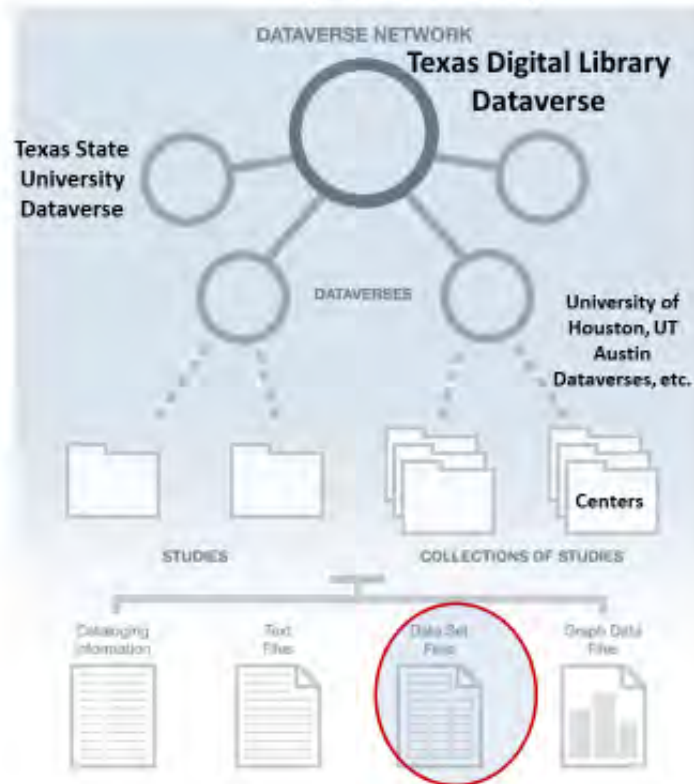 DATAVERSE NETWORK
Texas Digital Library
Dataverse
Texas State
University
Dataverse
DATAVERSES
University of
Houston, UT
Austin
Dataverses, etc.
Centers
STUDIES
COLLECTIONS OF STUDIES
Cataloging
Information
Text
Files
Data Set
Files
Graph Data
Files